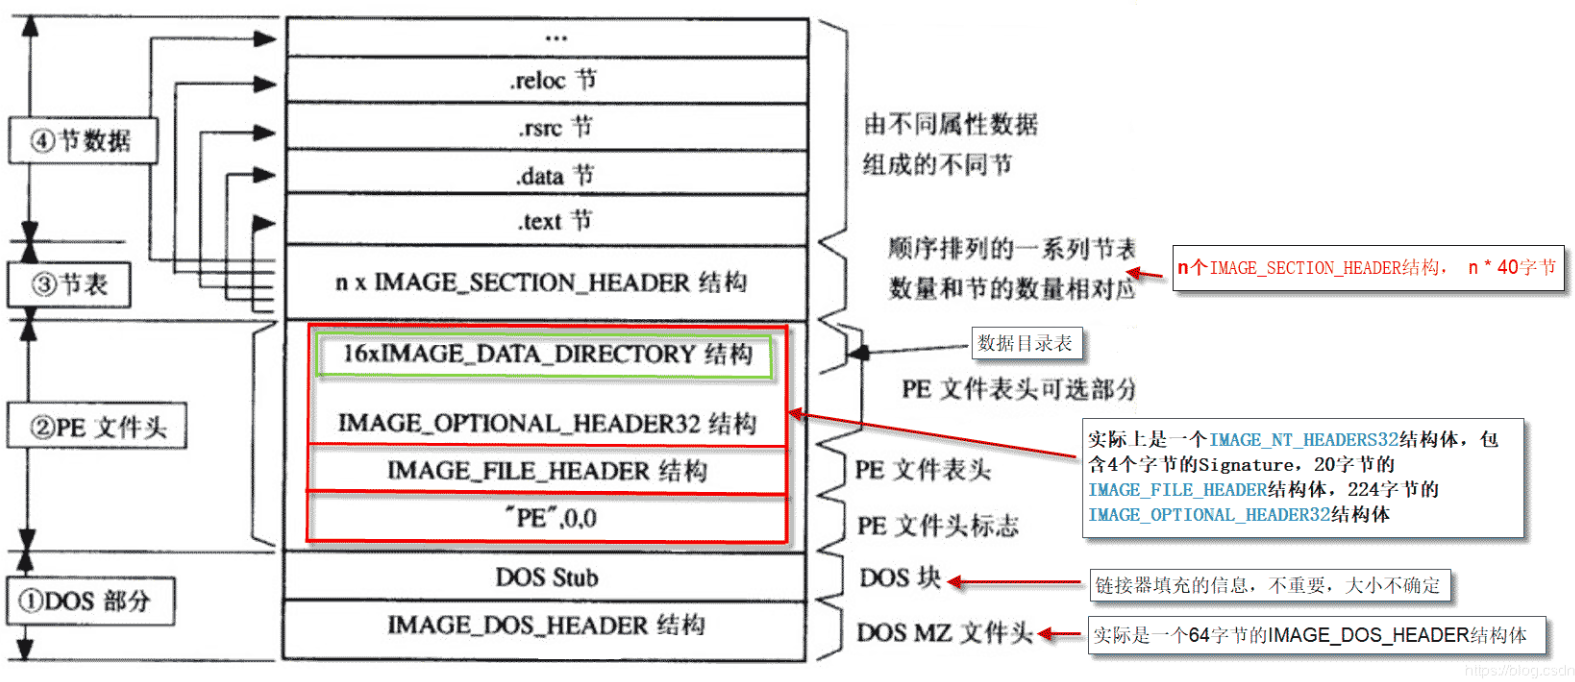 ...
.reloc 节
.rsrc 节
④节数据
.data 节
.text 节
由不同属性数据
组成的不同节
③节表
n x IMAGE_SECTION_HEADER 结构
顺序排列的一系列节表
数量和节的数量相对应
n个IMAGE_SECTION_HEADER结构， n * 40字节
16xIMAGE_DATA_DIRECTORY 结构
数据目录表
②PE 文件头
IMAGE_OPTIONAL_HEADER32 结构
PE 文件表头可选部分
实际上是一个IMAGE_NT_HEADERS32结构体，包
含4个字节的Signature，20字节的
IMAGE_FILE_HEADER结构体，224字节的
IMAGE_OPTIONAL_HEADER32结构体
IMAGE_FILE_HEADER 结构
PE 文件表头
"PE",0,0
PE 文件头标志
①DOS 部分
DOS Stub
DOS 块
链接器填充的信息，不重要，大小不确定
IMAGE_DOS_HEADER 结构
DOS MZ 文件头
实际是一个64字节的IMAGE_DOS_HEADER结构体
https://blog.csdn